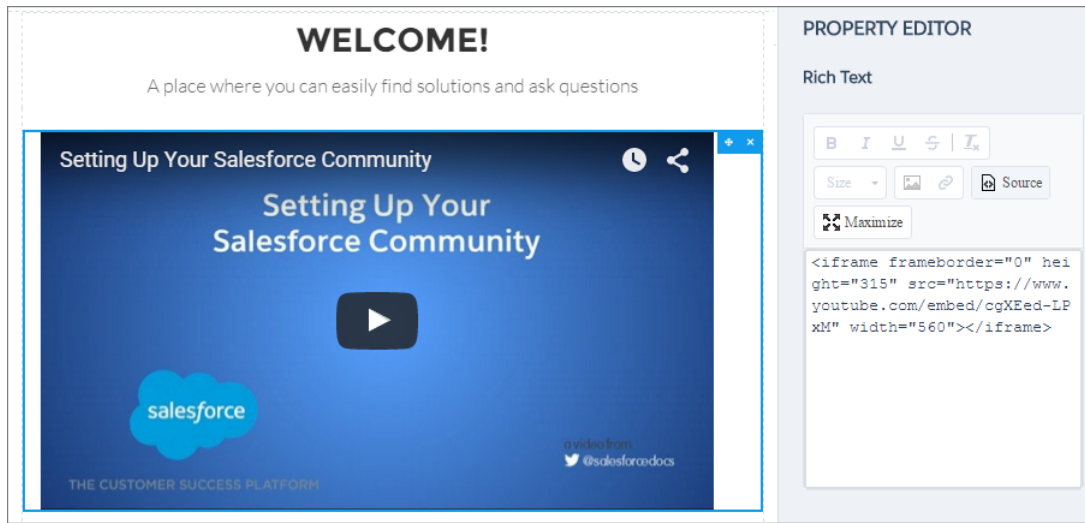 WELCOME!
A place where you can easily find solutions and ask questions
Setting Up Your Salesforce Community
Setting Up Your
Salesforce Community
salesforce
a video from
@salesforcedocs
THE CUSTOMER SUCCESS PLATFORM
PROPERTY EDITOR
Rich Text
B I U S Tx
Size
Source
Maximize
<iframe frameborder="0" hei
ght="315" src="https://www.
youtube.com/embed/cgXEed-LP
xM" width="560"></iframe>